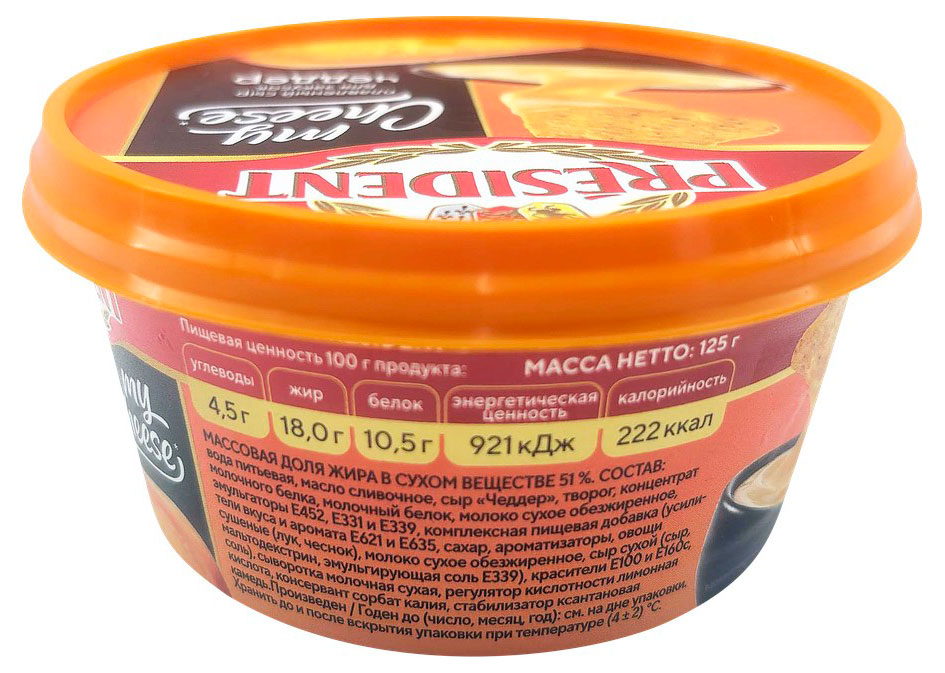 чеддер
плавленый сыр
для закусок
my
Cheese*
PRÉSIDENT
my
Cheese*
Пищевая ценность 100 г продукта:
МАССА НЕТТО: 125 г
углеводы жир белок энергетическая ценность калорийность
4,5 г 18,0 г 10,5 г 921 кДж 222 ккал
МАССОВАЯ ДОЛЯ ЖИРА В СУХОМ ВЕЩЕСТВЕ 51 %. СОСТАВ:
вода питьевая, масло сливочное, сыр «Чеддер», творог, концентрат
молочного белка, молочный белок, молоко сухое обезжиренное,
эмульгаторы Е452, Е331 и Е339, комплексная пищевая добавка (усили-
тели вкуса и аромата Е621 и Е635, сахар, ароматизаторы, овощи
сушеные (лук, чеснок), молоко сухое обезжиренное, сыр сухой (сыр,
мальтодекстрин, эмульгирующая соль Е339), красители Е100 и Е160с,
соль), сыворотка молочная сухая, регулятор кислотности лимонная
кислота, консервант сорбат калия, стабилизатор ксантановая
камедь.Произведен / Годен до (число, месяц, год): см. на дне упаковки.
Хранить до и после вскрытия упаковки при температуре (4 ± 2) °С.